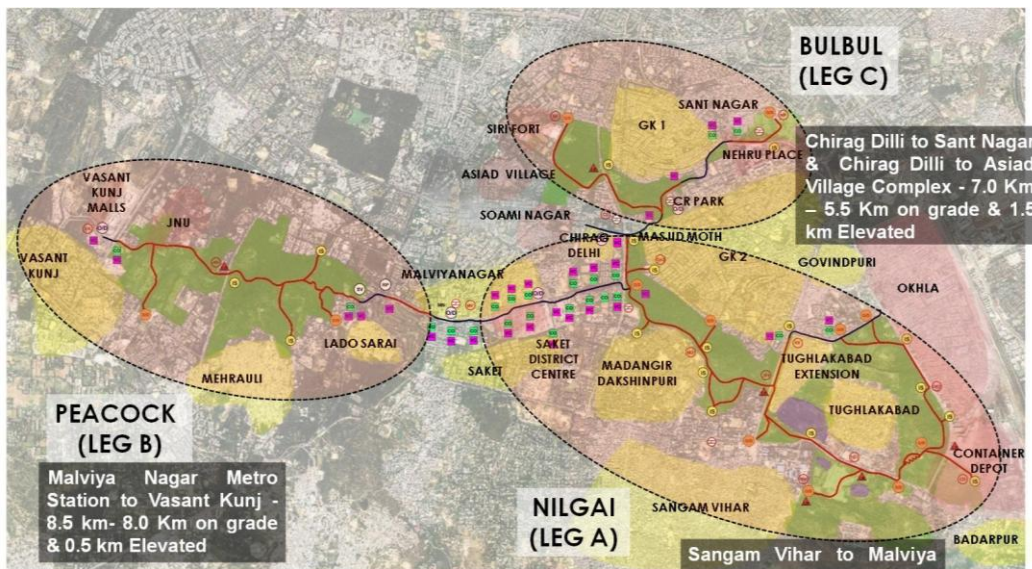 BULBUL
(LEG C)
SANT NAGAR
GK 1
SIRI FORT
NEHRU PLACE
Chirag Dilli to Sant Nagar
& Chirag Dilli to Asiad
Village Complex - 7.0 Km
– 5.5 Km on grade & 1.5
km Elevated
ASIAD VILLAGE
VASANT
KUNJ
MALLS
CR PARK
SOAMI NAGAR
JNU
CHIRAG
DELHI
MASJID MOTH
GK 2
VASANT
KUNJ
MALVIYANAGAR
GOVINDPURI
OKHLA
LADO SARAI
SAKET
DISTRICT
CENTRE
SAKET
MADANGIR
DAKSHINPURI
TUGHLAKABAD
EXTENSION
MEHRAULI
TUGHLAKABAD
PEACOCK
(LEG B)
CONTAINER
DEPOT
Malviya Nagar Metro
Station to Vasant Kunj -
8.5 km- 8.0 Km on grade
& 0.5 km Elevated
NILGAI
(LEG A)
SANGAM VIHAR
BADARPUR
Sangam Vihar to Malviya